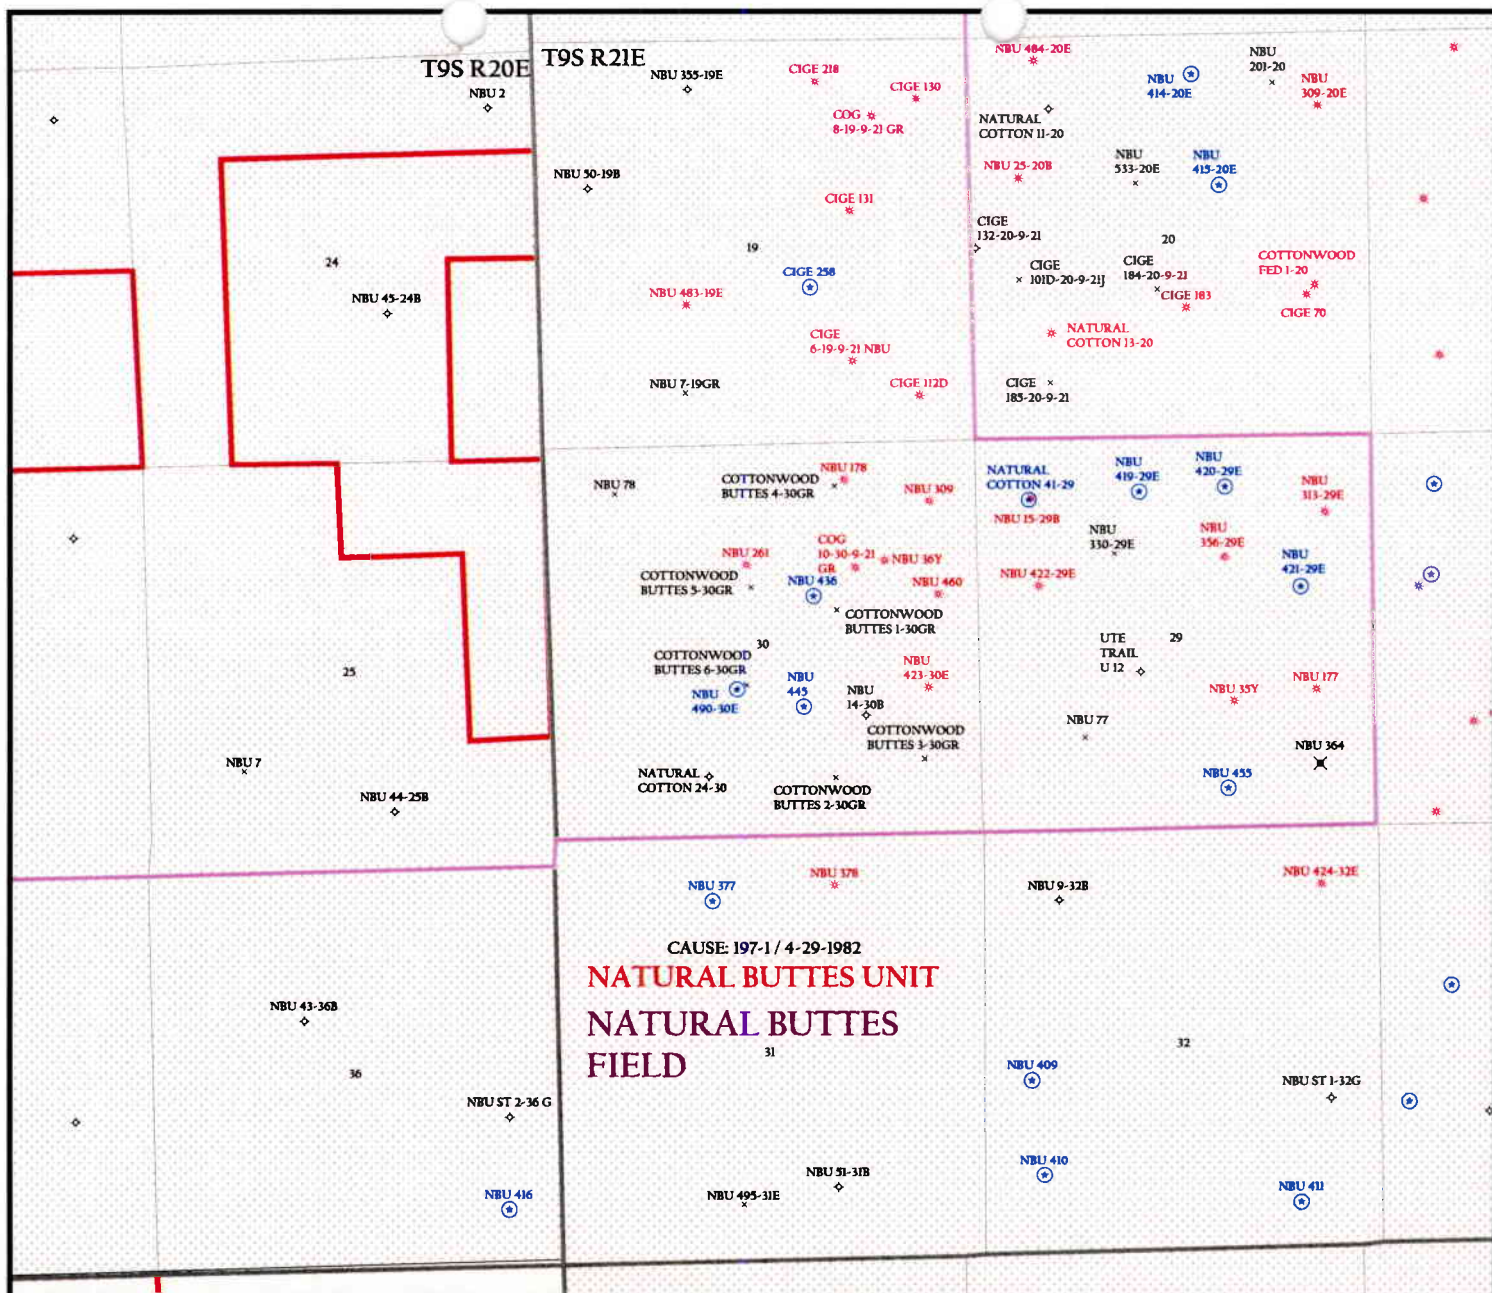 T9S R20E
T9S R21E
NBU 2
NBU 355-19E
CIGE 218
CIGE 130
COG
8-19-9-21 GR
NBU 50-19B
CIGE 131
19
CIGE 258
NBU 483-19E
CIGE
6-19-9-21 NBU
NBU 7-19GR
CIGE 112D
NBU 484-20E
NBU
414-20E
NBU
201-20
NBU
309-20E
NATURAL
COTTON 11-20
NBU 25-20B
NBU
533-20E
NBU
415-20E
CIGE
132-20-9-21
20
CIGE
101D-20-9-21J
CIGE
184-20-9-21
COTTONWOOD
FED 1-20
CIGE 183
CIGE 70
NATURAL
COTTON 13-20
CIGE
185-20-9-21
24
NBU 45-24B
NBU 78
COTTONWOOD
BUTTES 4-30GR
NBU 178
NBU 309
NBU 261
COG
10-30-9-21
GR
NBU 36Y
COTTONWOOD
BUTTES 5-30GR
NBU 436
NBU 460
COTTONWOOD
BUTTES 1-30GR
30
COTTONWOOD
BUTTES 6-30GR
NBU
490-30E
NBU
445
NBU
14-30B
NBU
423-30E
COTTONWOOD
BUTTES 3-30GR
NATURAL
COTTON 24-30
COTTONWOOD
BUTTES 2-30GR
NATURAL
COTTON 41-29
NBU
419-29E
NBU
420-29E
NBU
313-29E
NBU 15-29B
NBU
330-29E
NBU
356-29E
NBU
421-29E
NBU 422-29E
UTE
TRAIL
U 12
29
NBU 35Y
NBU 177
NBU 77
NBU 364
NBU 455
25
NBU 7
NBU 44-25B
NBU 377
NBU 378
NBU 9-32B
NBU 424-32E
CAUSE: 197-1 / 4-29-1982
NATURAL BUTTES UNIT
NATURAL BUTTES
FIELD
31
NBU 43-36B
36
NBU ST 2-36 G
NBU 416
NBU 51-31B
NBU 495-31E
32
NBU 409
NBU ST 1-32G
NBU 410
NBU 411